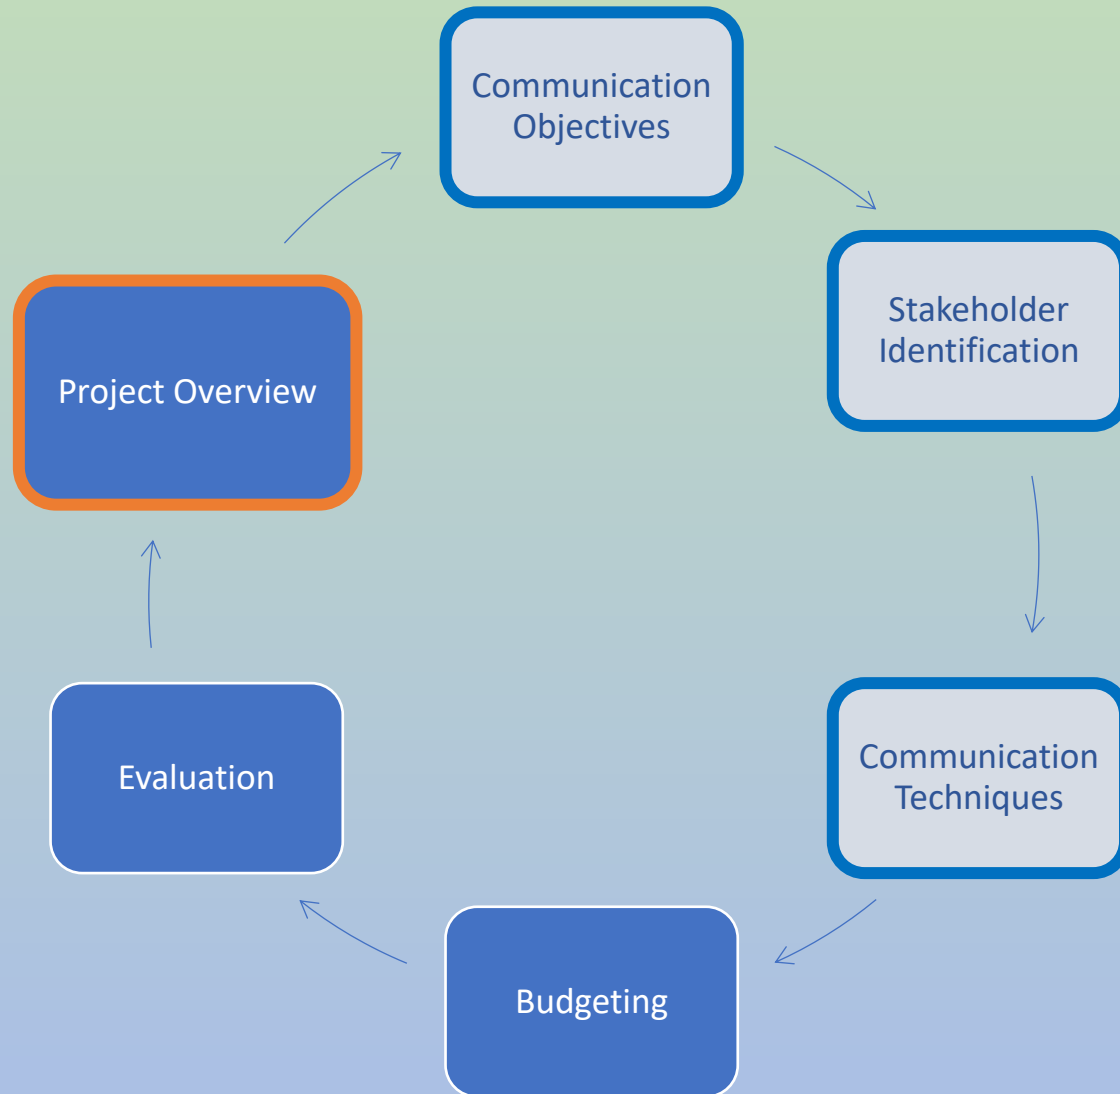 Communication
Objectives
Stakeholder
Identification
Project Overview
Communication
Techniques
Evaluation
Budgeting